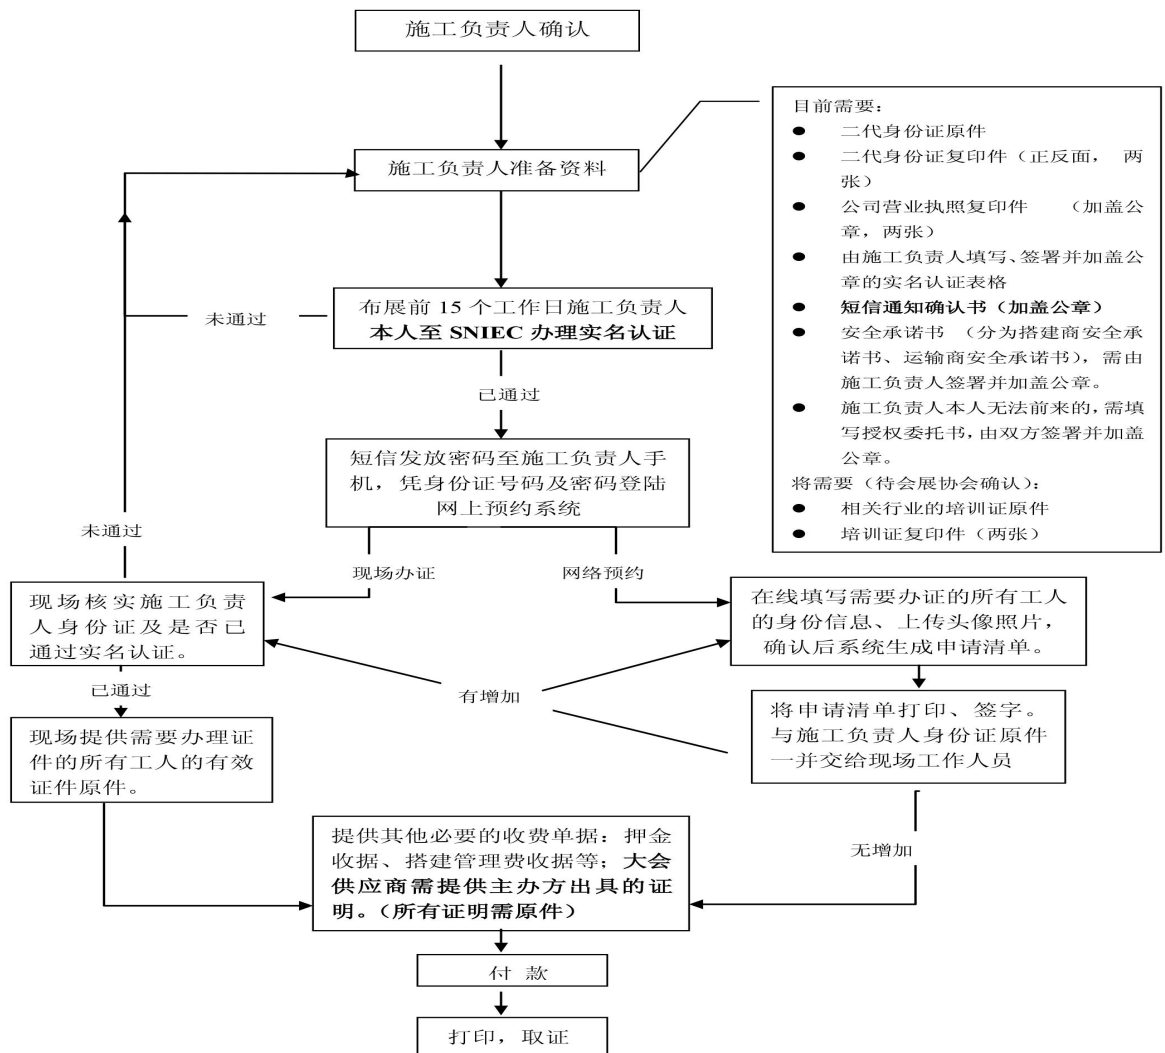 施工负责人确认
目前需要：
● 二代身份证原件
● 二代身份证复印件（正反面， 两
张）
● 公司营业执照复印件 （加盖公
章，两张）
● 由施工负责人填写、签署并加盖公
章的实名认证表格
● 短信通知确认书（加盖公章）
● 安全承诺书 （分为搭建商安全承
诺书、运输商安全承诺书），需由
施工负责人签署并加盖公章。
● 施工负责人本人无法前来的，需填
写授权委托书，由双方签署并加盖
公章。
将需要（待会展协会确认）：
● 相关行业的培训证原件
● 培训证复印件（两张）
施工负责人准备资料
布展前 15 个工作日施工负责人
本人至 SNIEC 办理实名认证
未通过
已通过
短信发放密码至施工负责人手
机，凭身份证号码及密码登陆
网上预约系统
未通过
现场办证
网络预约
现场核实施工负责
人身份证及是否已
通过实名认证。
在线填写需要办证的所有工人
的身份信息、上传头像照片，
确认后系统生成申请清单。
已通过
有增加
现场提供需要办理证
件的所有工人的有效
证件原件。
将申请清单打印、签字。
与施工负责人身份证原件
一并交给现场工作人员
无增加
提供其他必要的收费单据：押金
收据、搭建管理费收据等；大会
供应商需提供主办方出具的证
明。（所有证明需原件）
付 款
打印，取证